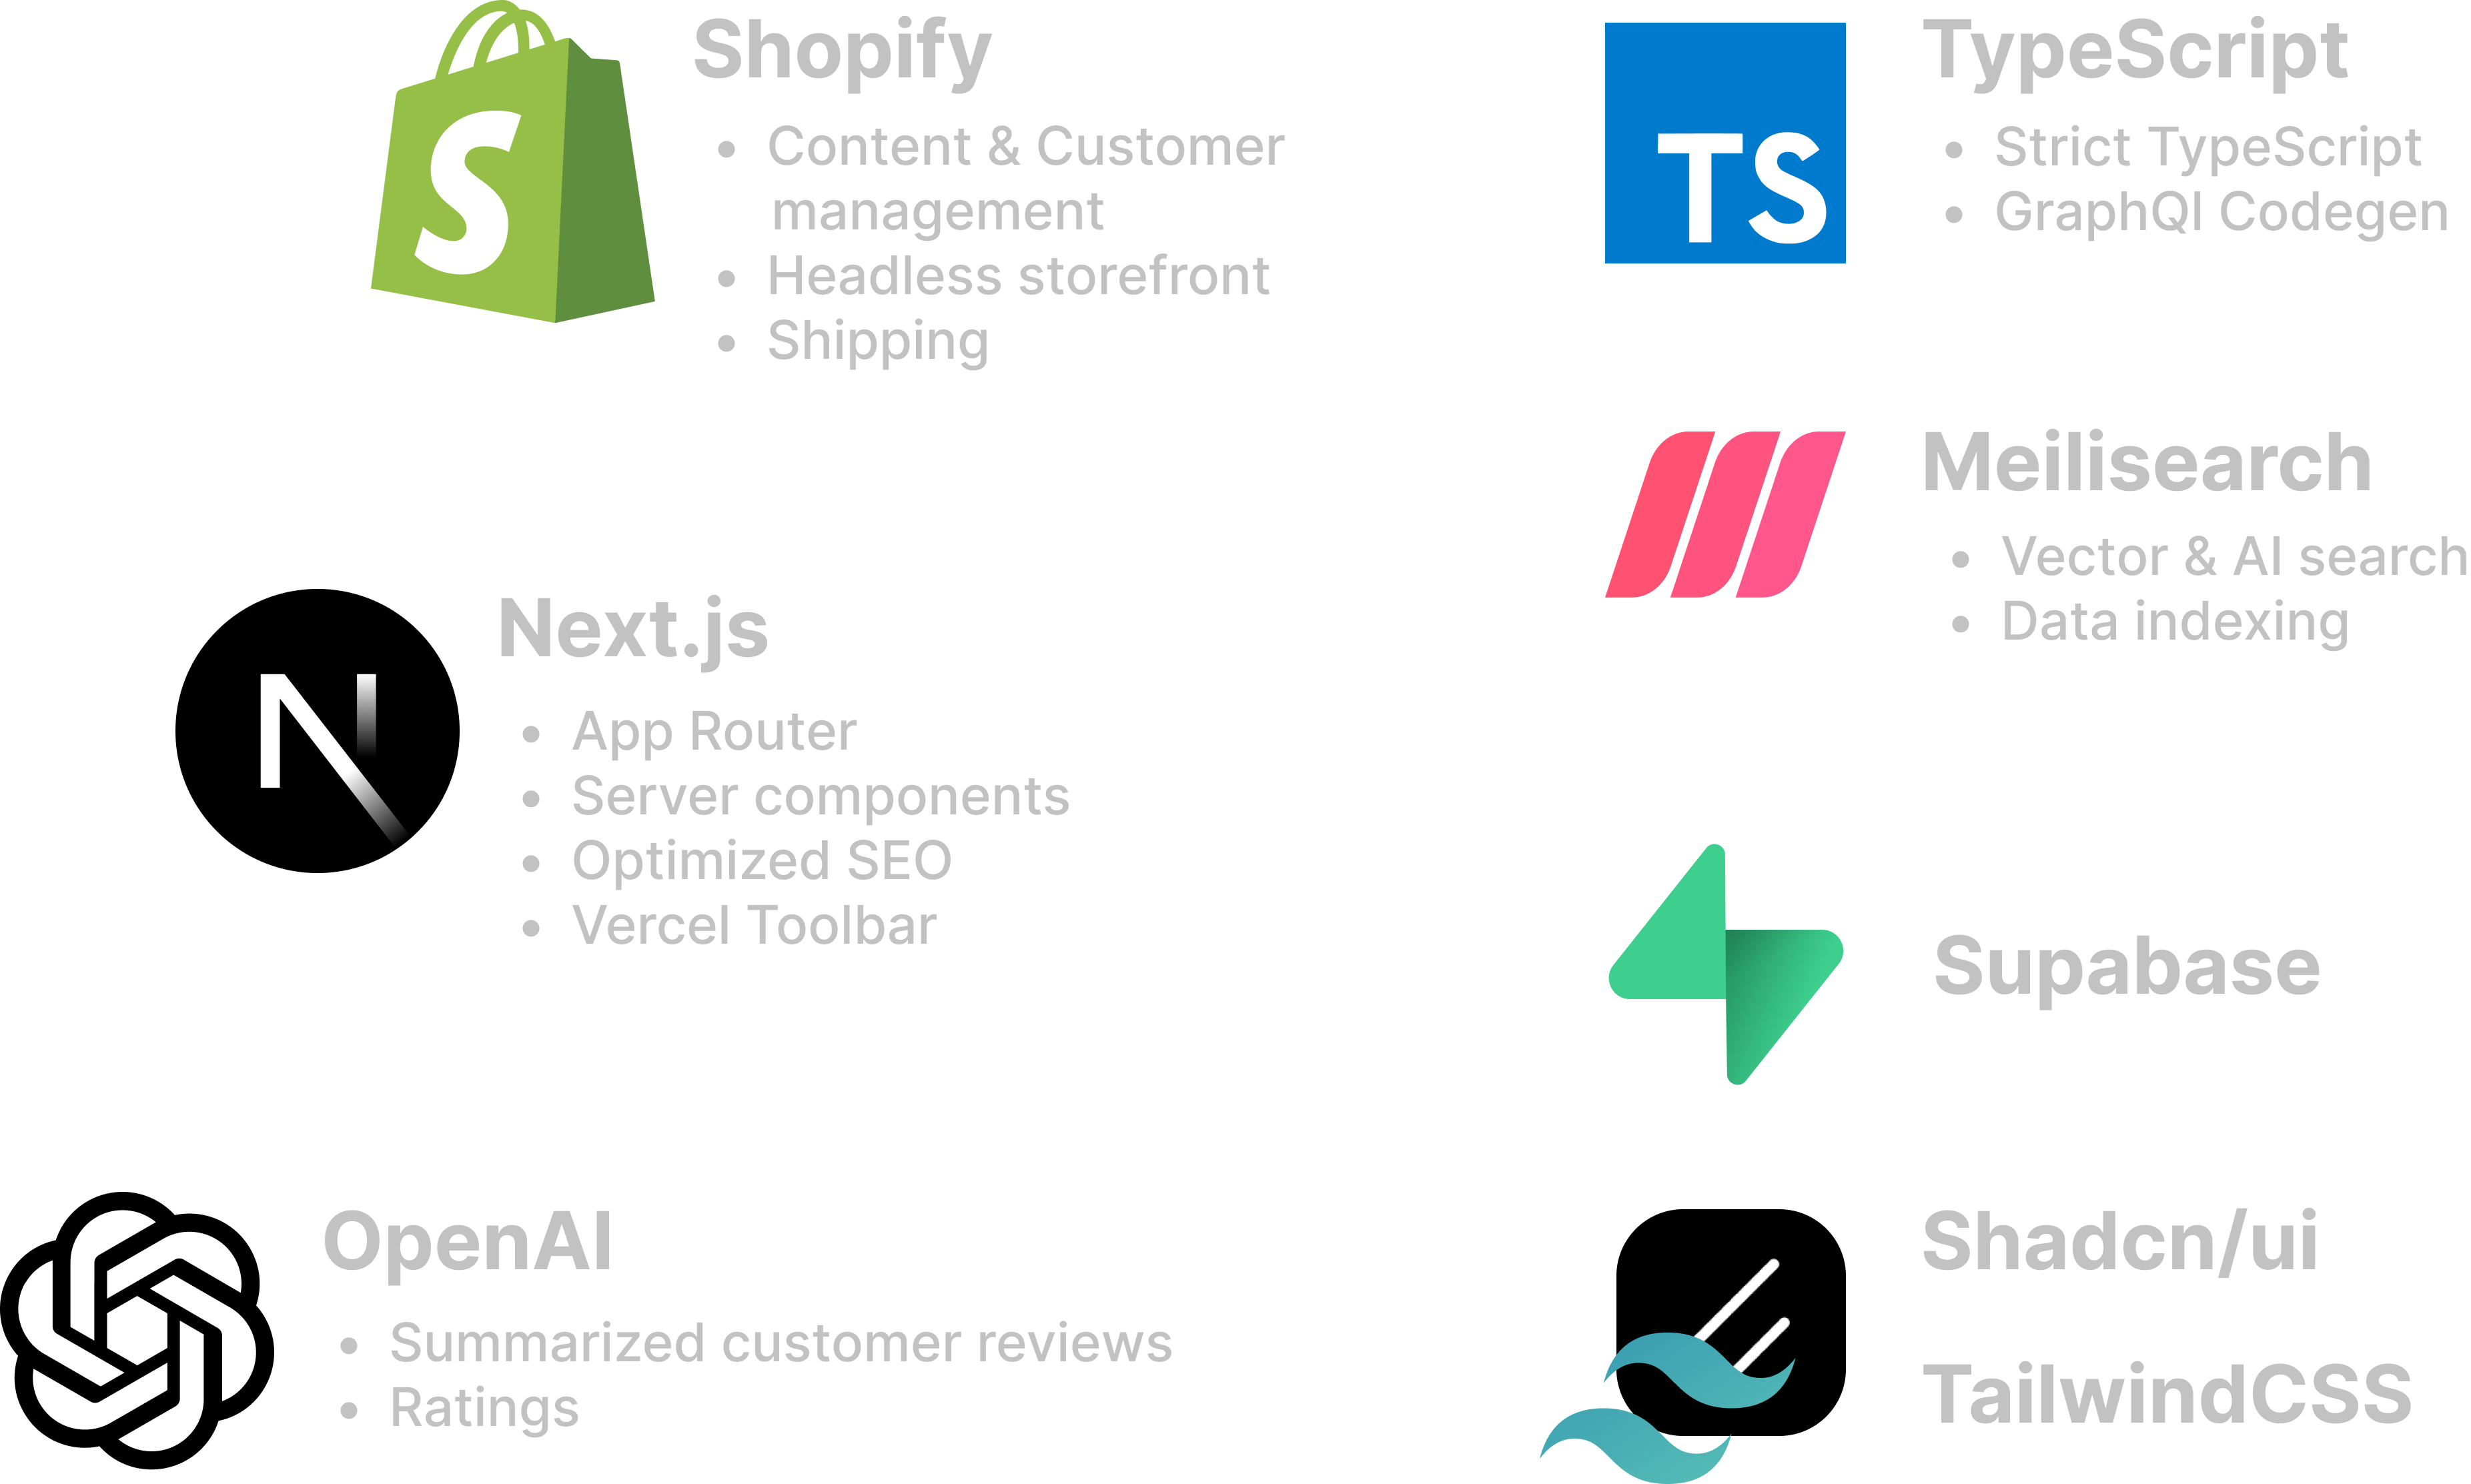 Shopify
• Content & Customer
management
• Headless storefront
• Shipping
Next.js
• App Router
• Server components
• Optimized SEO
• Vercel Toolbar
OpenAI
• Summarized customer reviews
• Ratings
TS
TypeScript
• Strict TypeScript
• GraphQl Codegen
Meilisearch
• Vector & AI search
• Data indexing
Supabase
Shadcn/ui
TailwindCSS